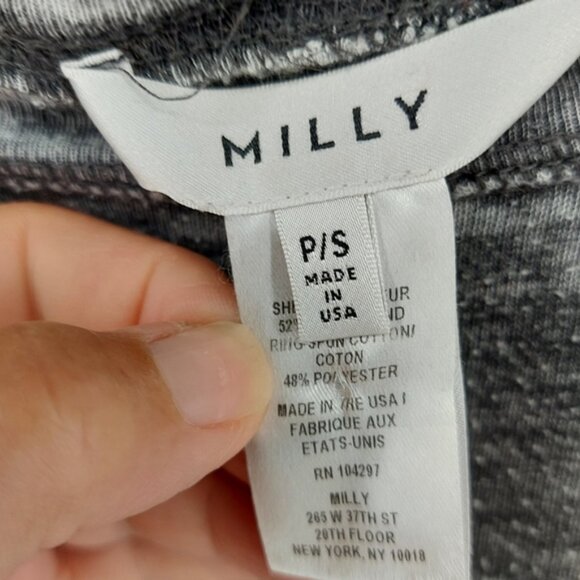 MILLY
P/S
MADE
IN
USA
COTTON/
COTON
48% POLYESTER
MADE IN THE USA /
FABRIQUE AUX
ETATS-UNIS
RN 104297
MILLY
265 W 37TH ST
20TH FLOOR
NEW YORK, NY 10018